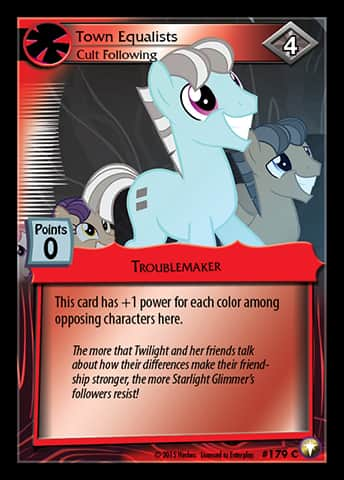 Town Equalists
Cult Following
4
Points
0
TROUBLEMAKER
This card has +1 power for each color among
opposing characters here.
The more that Twilight and her friends talk
about how their differences make their friend-
ship stronger, the more Starlight Glimmer's
followers resist!
© 2015 Hasbro. Licensed to Enterplay. #179 C